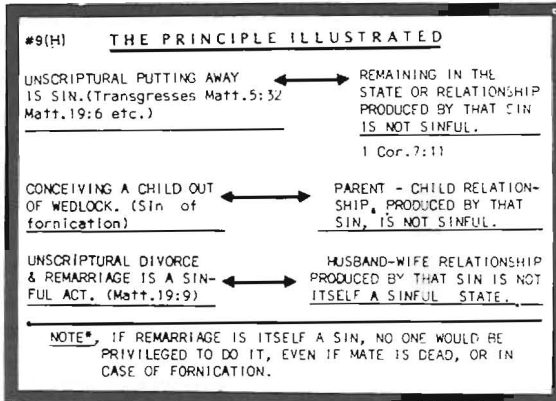 #9(H) THE PRINCIPLE ILLUSTRATED
UNSCRIPTURAL PUTTING AWAY
IS SIN.(Transgresses Matt.5:32
Matt.19:6 etc.)
REMAINING IN THE
STATE OR RELATIONSHIP
PRODUCED BY THAT SIN
IS NOT SINFUL.
1 Cor.7:11
CONCEIVING A CHILD OUT
OF WEDLOCK. (Sin of
fornication)
PARENT - CHILD RELATION-
SHIP, PRODUCED BY THAT
SIN, IS NOT SINFUL.
UNSCRIPTURAL DIVORCE
& REMARRIAGE IS A SIN-
FUL ACT. (Matt.19:9)
HUSBAND-WIFE RELATIONSHIP
PRODUCED BY THAT SIN IS NOT
ITSELF A SINFUL STATE.
NOTE*, IF REMARRIAGE IS ITSELF A SIN, NO ONE WOULD BE
PRIVILEGED TO DO IT, EVEN IF MATE IS DEAD, OR IN
CASE OF FORNICATION.